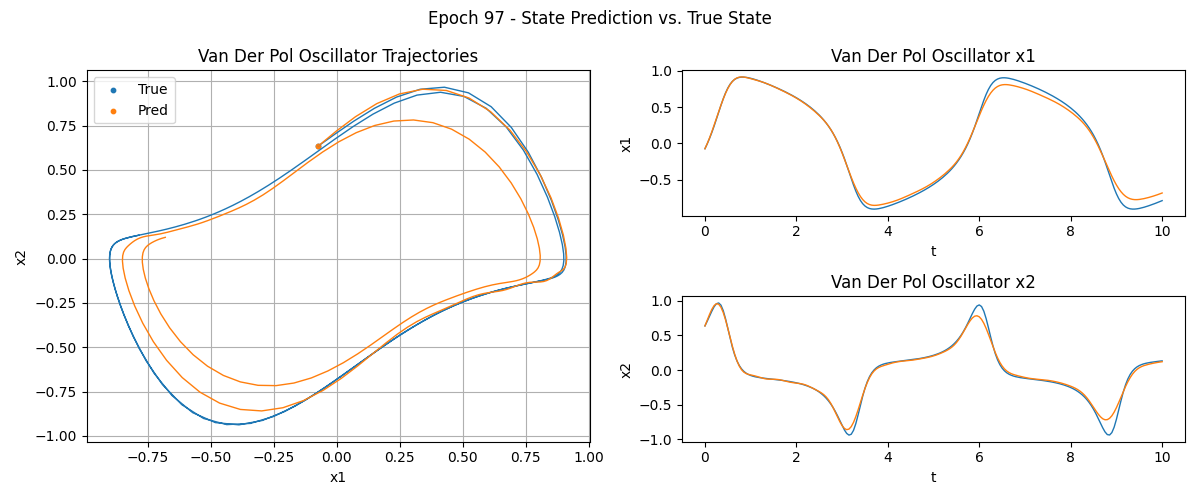 Epoch 97 - State Prediction vs. True State
Van Der Pol Oscillator Trajectories
True
Pred
1.00
0.75
0.50
0.25
0.00
−0.25
−0.50
−0.75
−1.00
x2
−0.75 −0.50 −0.25 0.00 0.25 0.50 0.75 1.00
x1
Van Der Pol Oscillator x1
1.0
0.5
0.0
−0.5
x1
0 2 4 6 8 10
t
Van Der Pol Oscillator x2
1.0
0.5
0.0
−0.5
−1.0
x2
0 2 4 6 8 10
t